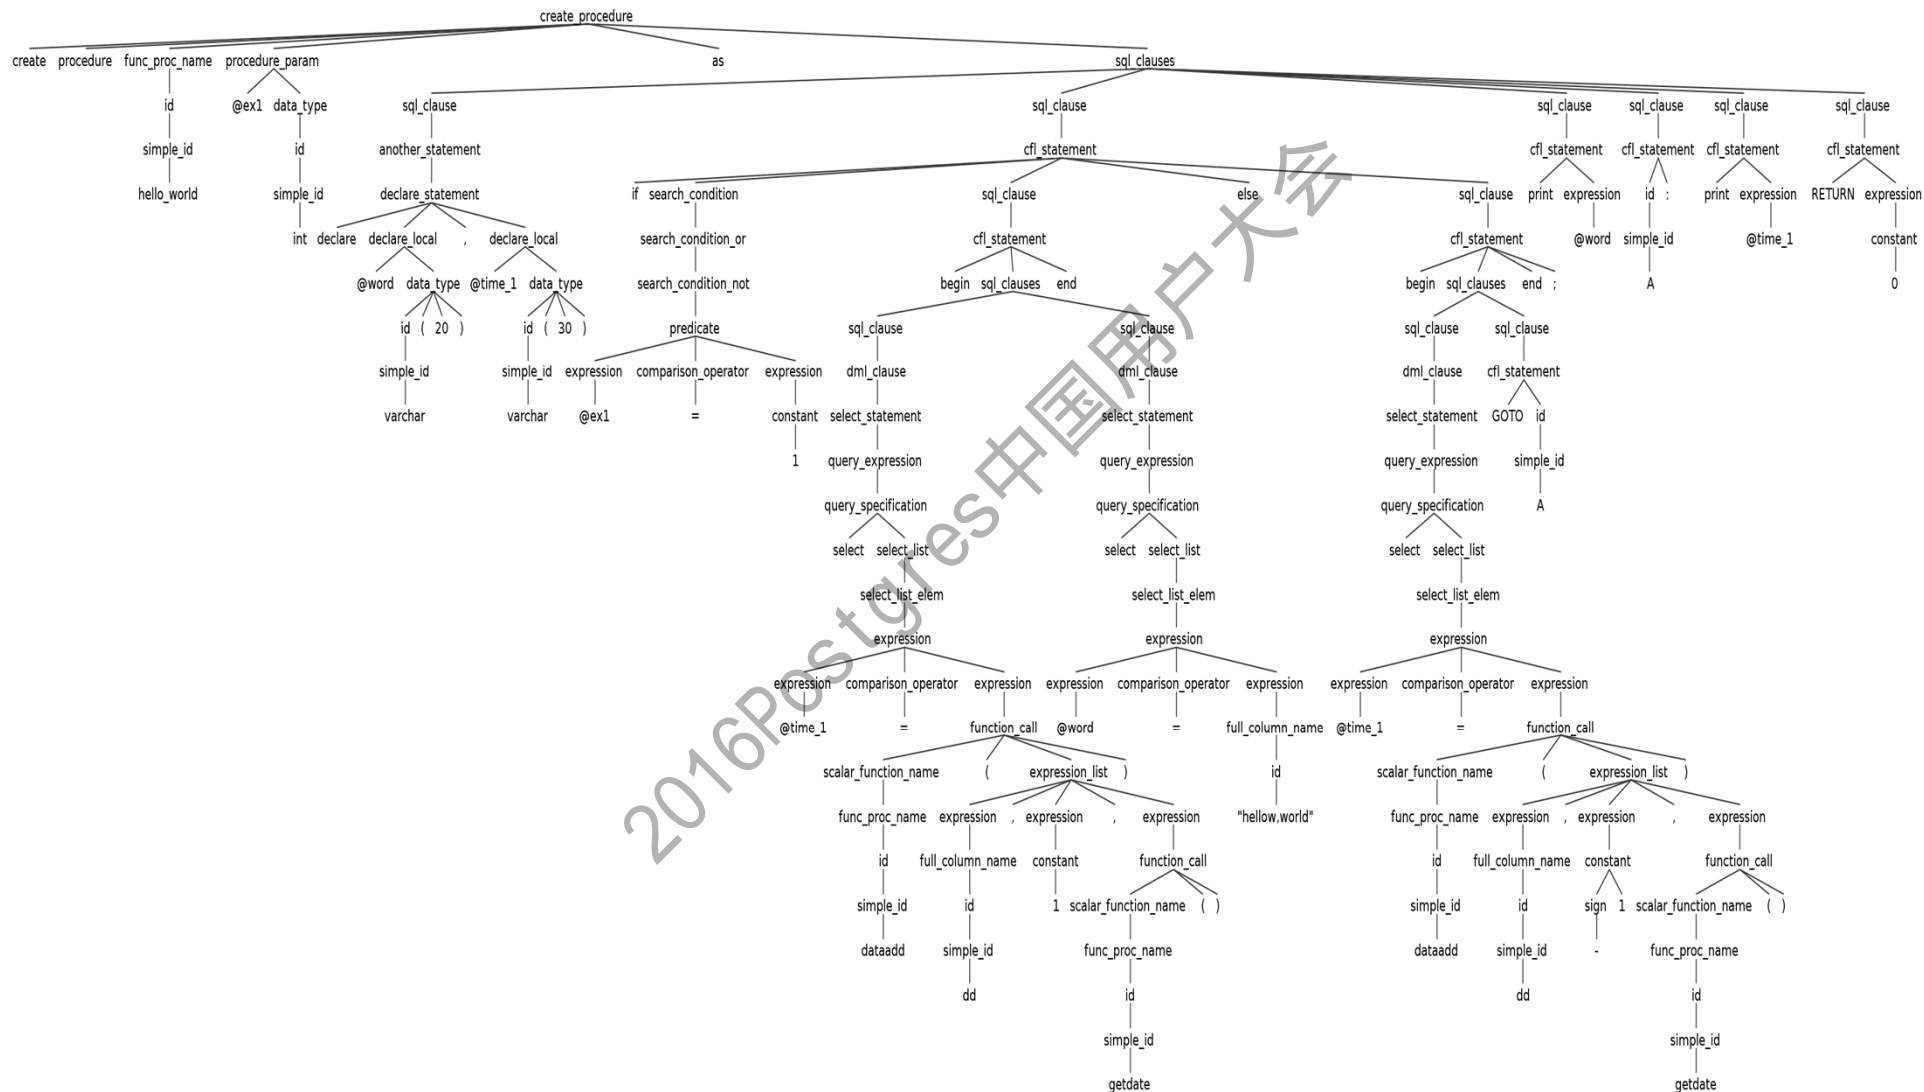 create_procedure
create procedure func_proc_name procedure_param as sql_clauses
id @ex1 data_type sql_clause sql_clause sql_clause sql_clause sql_clause sql_clause
simple_id id another_statement cfl_statement cfl_statement cfl_statement cfl_statement cfl_statement
hello_world simple_id declare_statement if search_condition sql_clause else sql_clause print expression id : print expression RETURN expression
int declare declare_local , declare_local search_condition_or cfl_statement cfl_statement @word simple_id @time_1 constant
@word data_type @time_1 data_type search_condition_not begin sql_clauses end begin sql_clauses end ; A 0
id ( 20 ) id ( 30 ) predicate sql_clause sql_clause sql_clause sql_clause
simple_id simple_id expression comparison_operator expression dml_clause dml_clause dml_clause cfl_statement
varchar varchar @ex1 = constant select_statement select_statement select_statement GOTO id
1 query_expression query_expression query_expression simple_id
query_specification query_specification query_specification A
select select_list select select_list select select_list
select_list_elem select_list_elem select_list_elem
expression expression expression
expression comparison_operator expression expression comparison_operator expression expression comparison_operator expression
@time_1 = function_call @word = full_column_name @time_1 = function_call
scalar_function_name ( expression_list ) id scalar_function_name ( expression_list )
func_proc_name expression , expression , expression "hellow,world" func_proc_name expression , expression , expression
id full_column_name constant function_call id full_column_name constant function_call
simple_id id 1 scalar_function_name ( ) simple_id id sign 1 scalar_function_name ( )
dataadd simple_id func_proc_name dataadd simple_id - func_proc_name
dd id dd id
simple_id simple_id
getdate getdate
2016Postgres中国用户大会